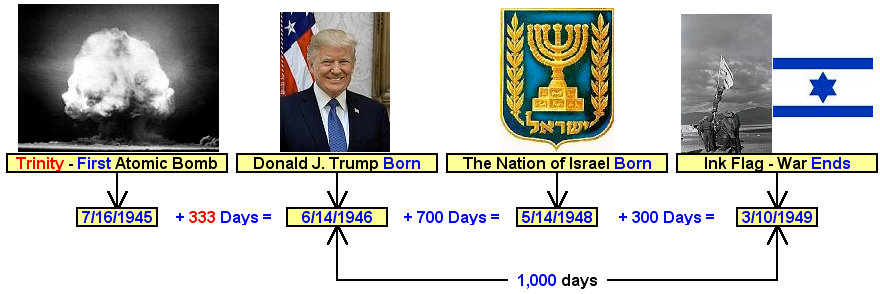 ישראל
Trinity - First Atomic Bomb
Donald J. Trump Born
The Nation of Israel Born
Ink Flag - War Ends
7/16/1945 + 333 Days = 6/14/1946 + 700 Days = 5/14/1948 + 300 Days = 3/10/1949
1,000 days